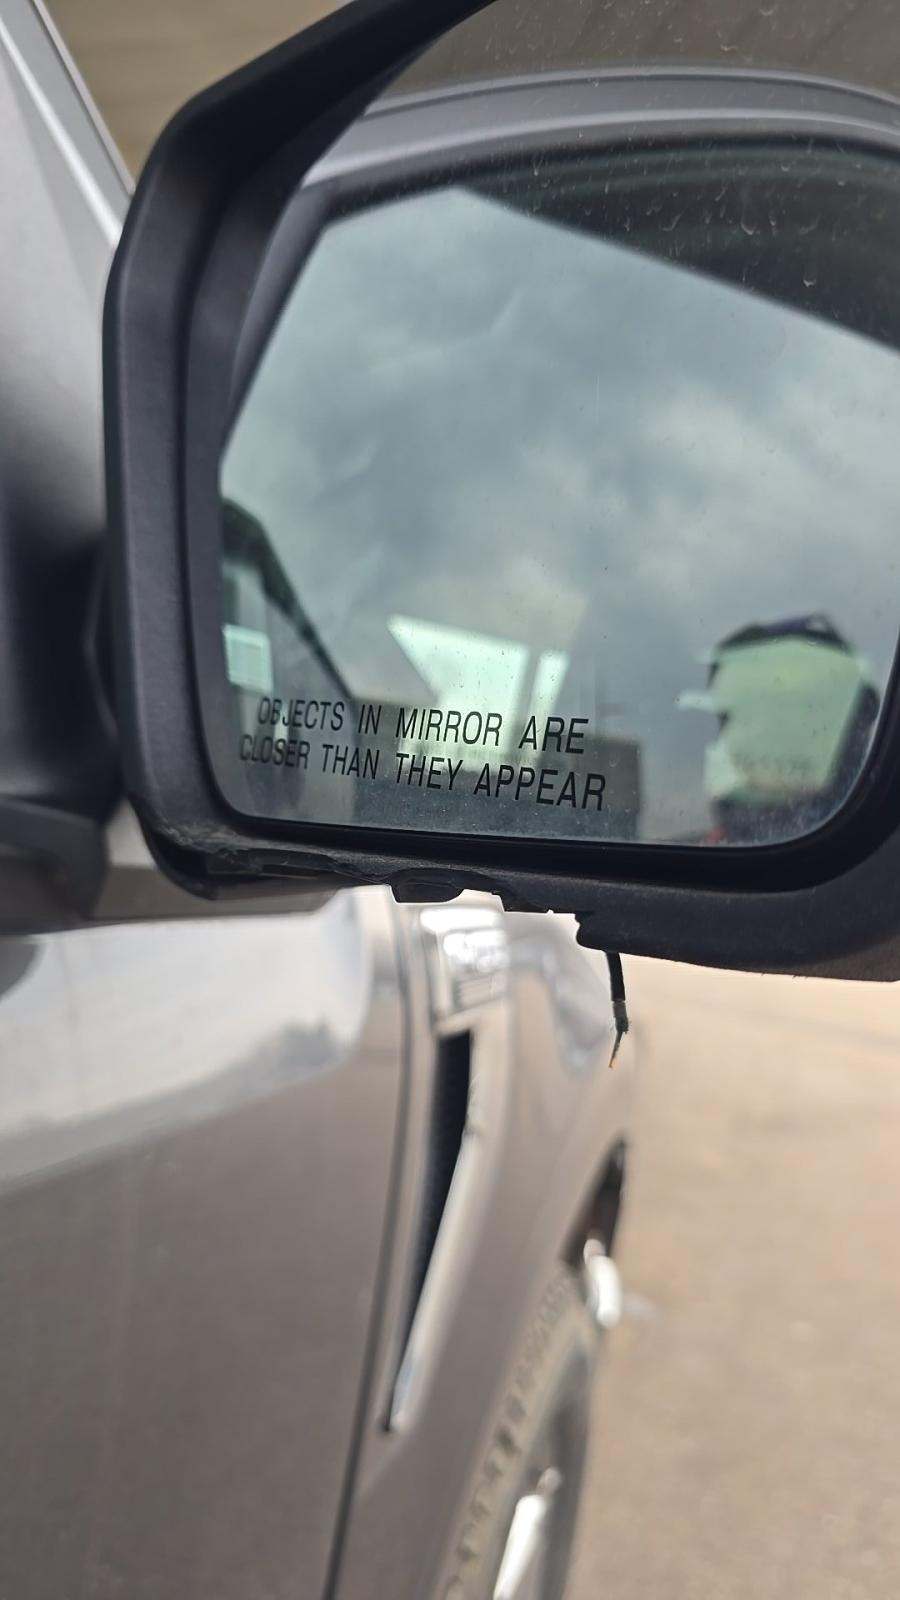 OBJECTS IN MIRROR ARE
CLOSER THAN THEY APPEAR